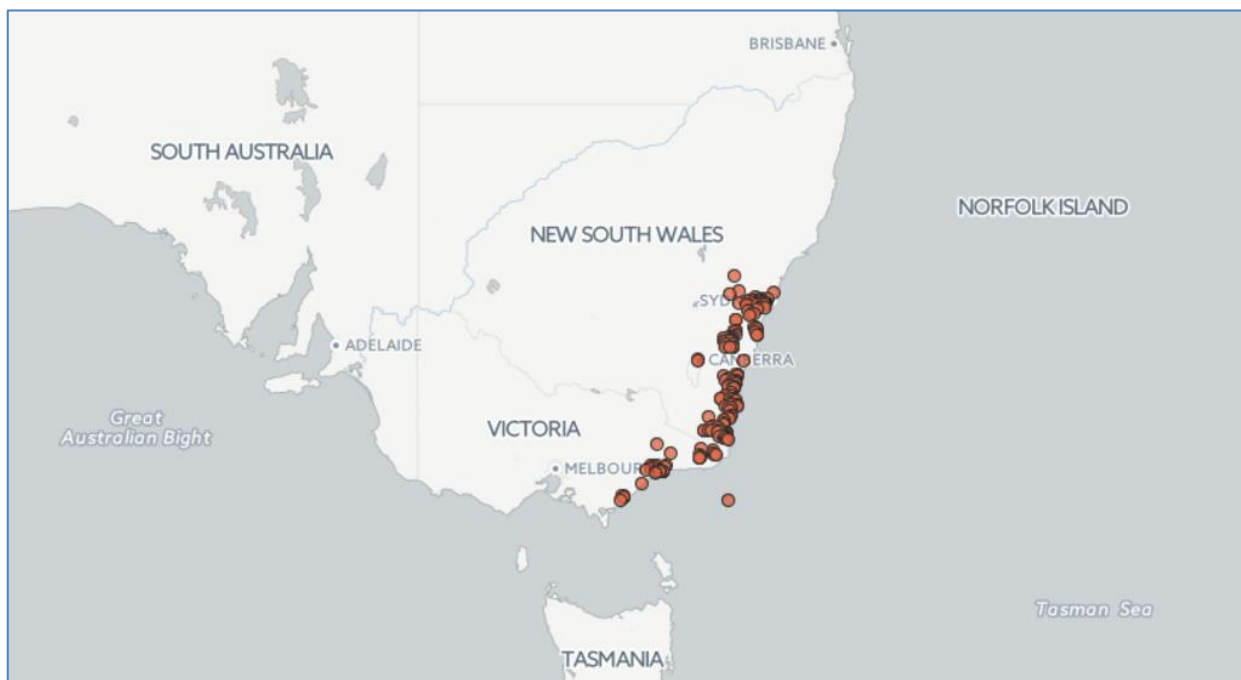 BRISBANE
SOUTH AUSTRALIA
NORFOLK ISLAND
NEW SOUTH WALES
SYD
ADELAIDE
CANBERRA
Great
Australian Bight
VICTORIA
MELBOUR
Tasman Sea
TASMANIA